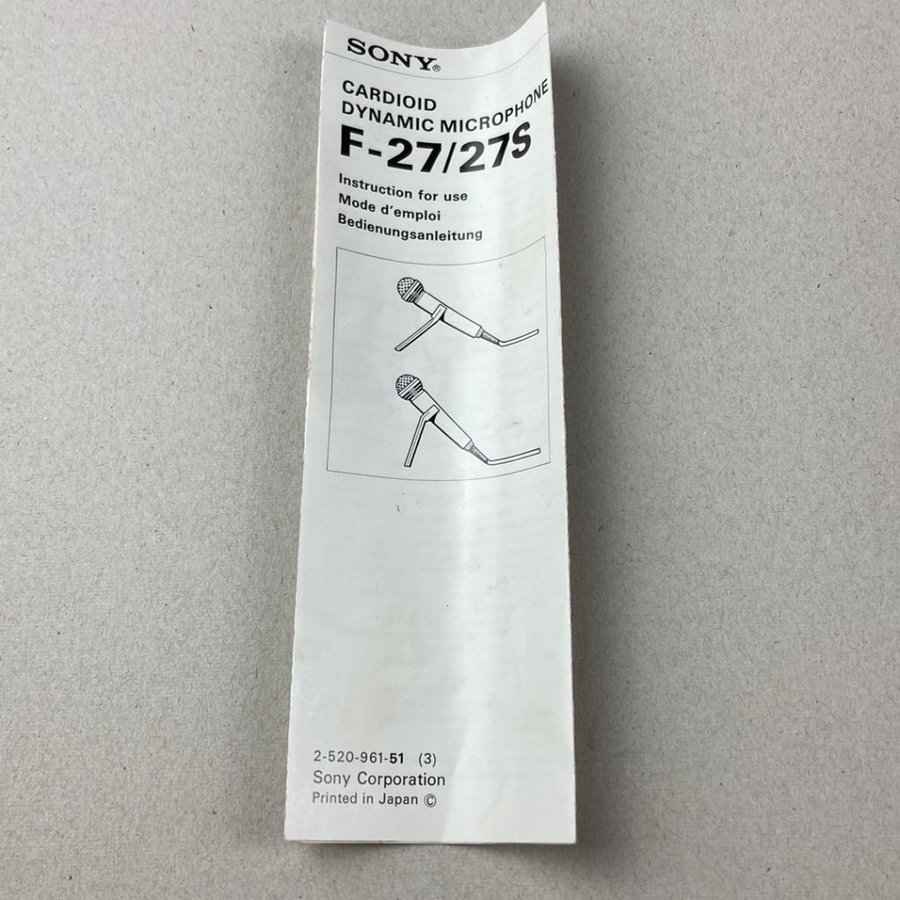 SONY®
CARDIOID
DYNAMIC MICROPHONE
F-27/27S
Instruction for use
Mode d'emploi
Bedienungsanleitung
2-520-961-51 (3)
Sony Corporation
Printed in Japan ©